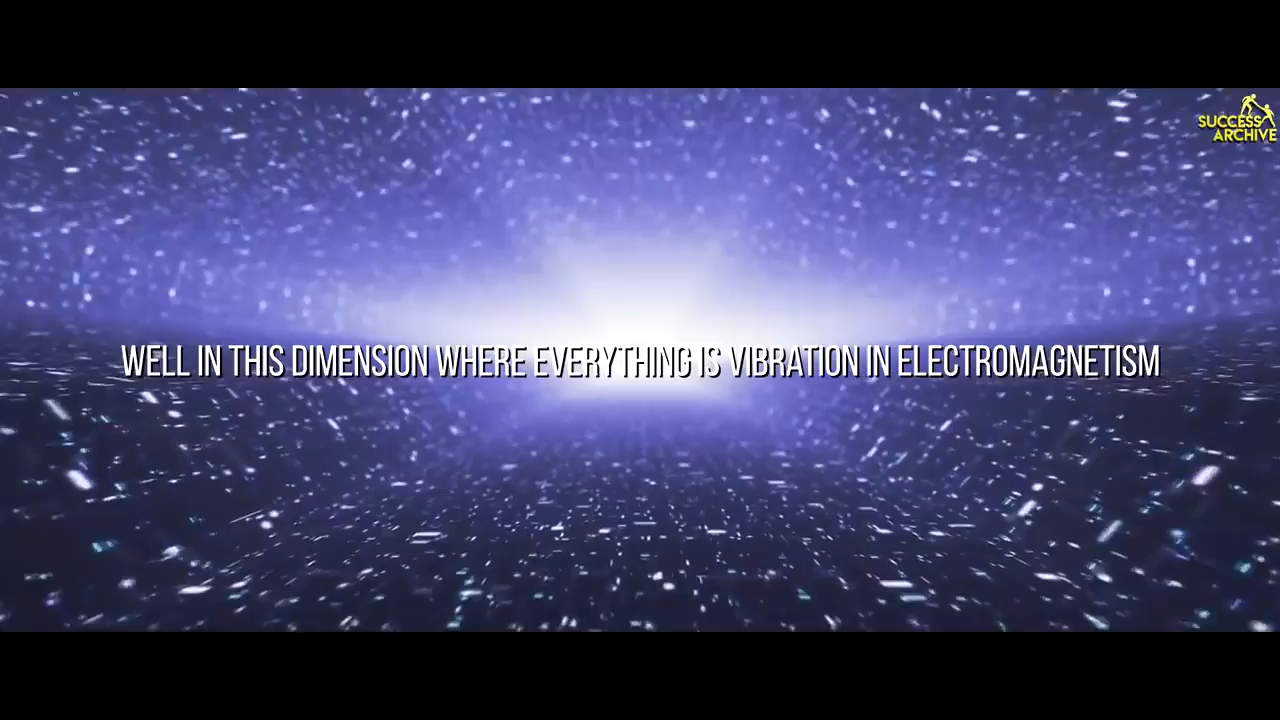 SUCCESS
ARCHIVE
WELL IN THIS DIMENSION WHERE EVERYTHING IS VIBRATION IN ELECTROMAGNETISM